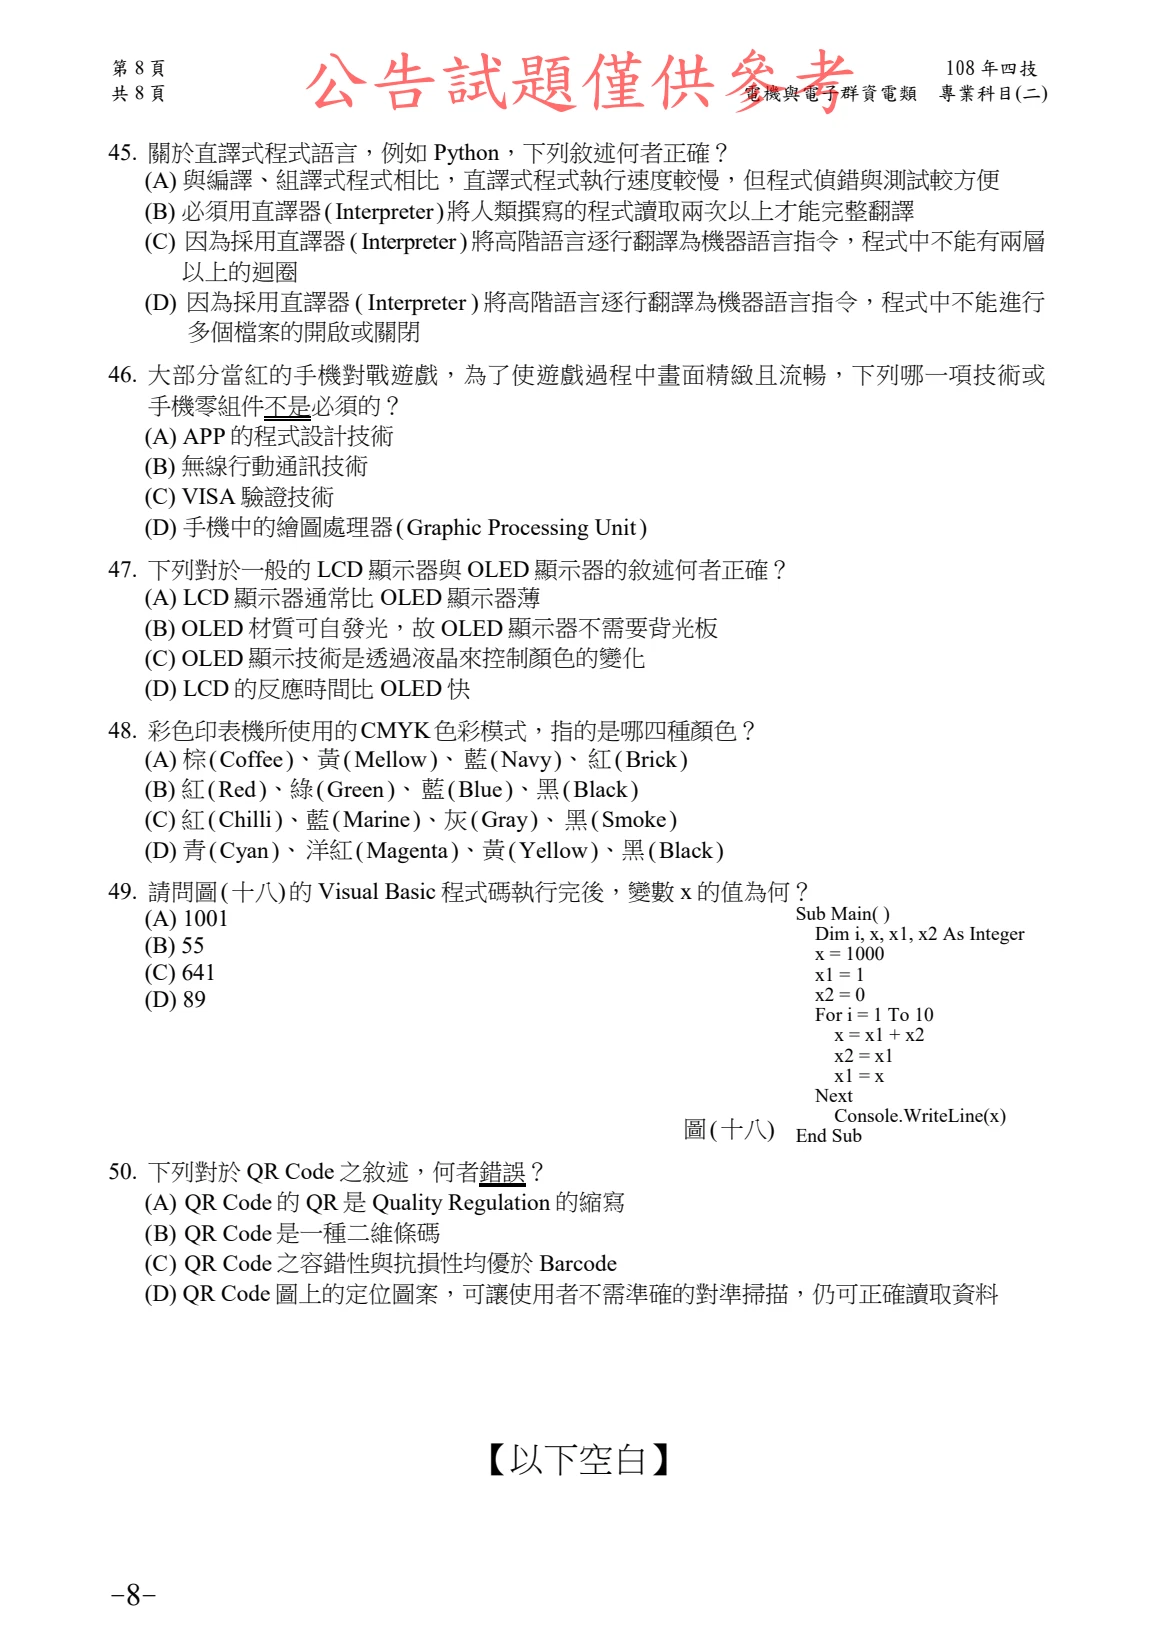 第 8 頁
共 8 頁
公告試題僅供參考
108 年四技
電機與電子群資電類 專業科目(二)
45. 關於直譯式程式語言，例如 Python，下列敘述何者正確？
(A) 與編譯、組譯式程式相比，直譯式程式執行速度較慢，但程式偵錯與測試較方便
(B) 必須用直譯器(Interpreter)將人類撰寫的程式讀取兩次以上才能完整翻譯
(C) 因為採用直譯器(Interpreter)將高階語言逐行翻譯為機器語言指令，程式中不能有兩層
以上的迴圈
(D) 因為採用直譯器(Interpreter)將高階語言逐行翻譯為機器語言指令，程式中不能進行
多個檔案的開啟或關閉
46. 大部分當紅的手機對戰遊戲，為了使遊戲過程中畫面精緻且流暢，下列哪一項技術或
手機零組件不是必須的？
(A) APP 的程式設計技術
(B) 無線行動通訊技術
(C) VISA 驗證技術
(D) 手機中的繪圖處理器(Graphic Processing Unit)
47. 下列對於一般的 LCD 顯示器與 OLED 顯示器的敘述何者正確？
(A) LCD 顯示器通常比 OLED 顯示器薄
(B) OLED 材質可自發光，故 OLED 顯示器不需要背光板
(C) OLED 顯示技術是透過液晶來控制顏色的變化
(D) LCD 的反應時間比 OLED 快
48. 彩色印表機所使用的CMYK色彩模式，指的是哪四種顏色？
(A) 棕(Coffee)、黃(Mellow)、藍(Navy)、紅(Brick)
(B) 紅(Red)、綠(Green)、藍(Blue)、黑(Black)
(C) 紅(Chilli)、藍(Marine)、灰(Gray)、黑(Smoke)
(D) 青(Cyan)、洋紅(Magenta)、黃(Yellow)、黑(Black)
49. 請問圖(十八)的 Visual Basic 程式碼執行完後，變數 x 的值為何？
(A) 1001
(B) 55
(C) 641
(D) 89
Sub Main( )
Dim i, x, x1, x2 As Integer
x = 1000
x1 = 1
x2 = 0
For i = 1 To 10
x = x1 + x2
x2 = x1
x1 = x
Next
Console.WriteLine(x)
End Sub
圖(十八)
50. 下列對於 QR Code 之敘述，何者錯誤？
(A) QR Code 的 QR 是 Quality Regulation 的縮寫
(B) QR Code 是一種二維條碼
(C) QR Code 之容錯性與抗損性均優於 Barcode
(D) QR Code 圖上的定位圖案，可讓使用者不需準確的對準掃描，仍可正確讀取資料
【以下空白】
-8-